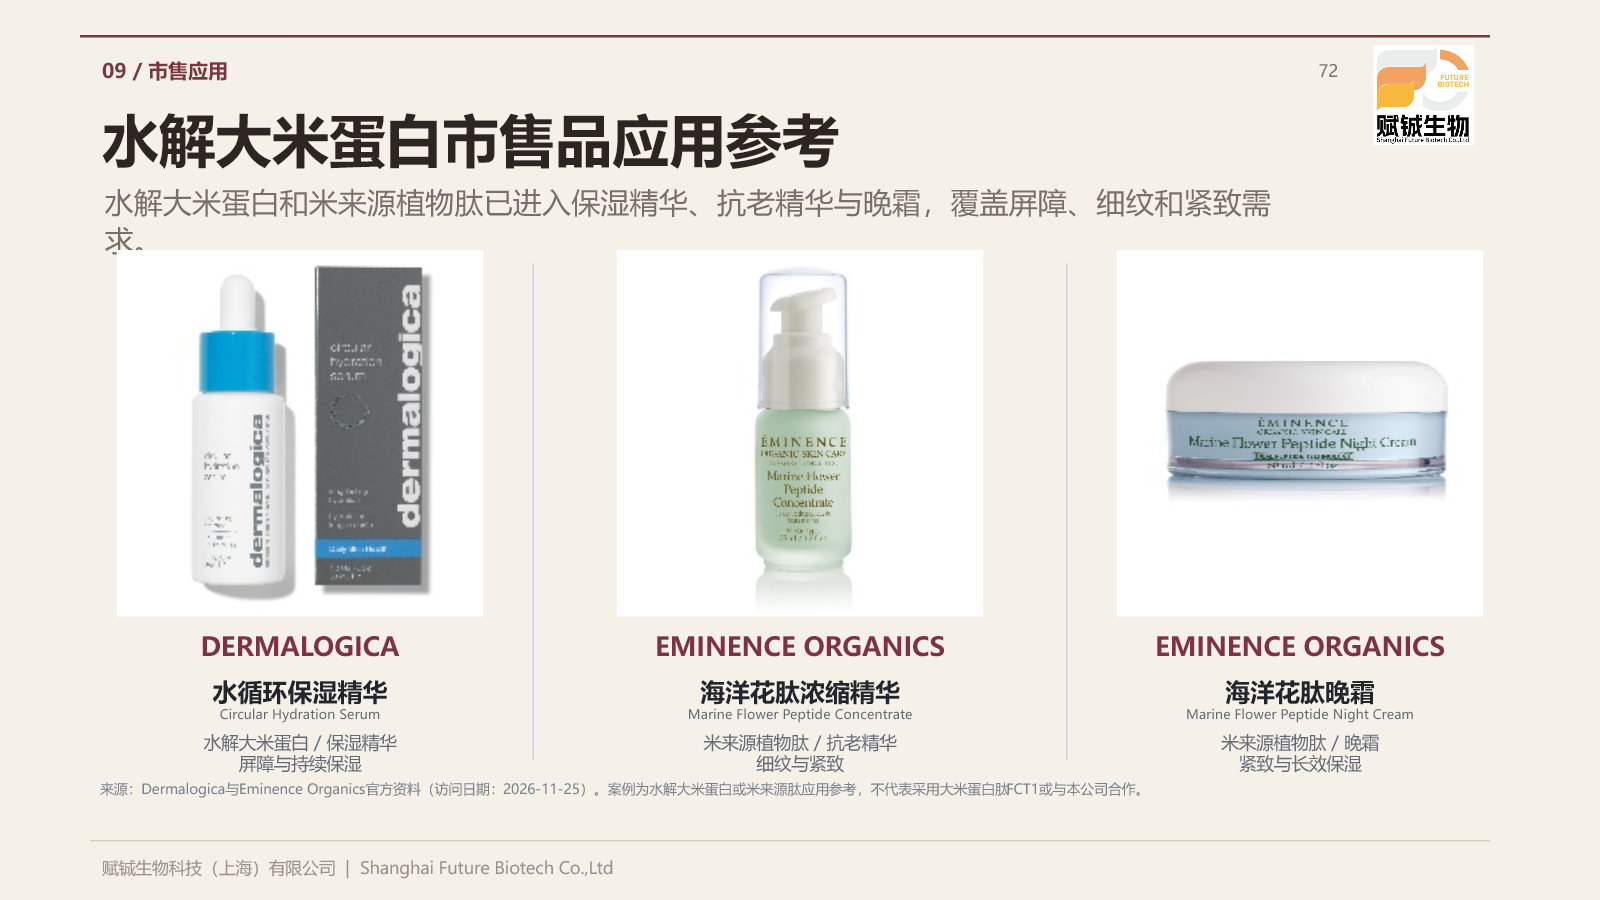 09 / 市售应用
72
FUTURE
BIOTECH
赋铖生物
Shanghai Future Biotech Co.,Ltd
水解大米蛋白市售品应用参考
水解大米蛋白和米来源植物肽已进入保湿精华、抗老精华与晚霜，覆盖屏障、细纹和紧致需
求。
circular
hydration
serum
dermalogica
dermalogica
ÉMINENCE
ORGANIC SKIN CARE
Marine Flower
Peptide
Concentrate
ÉMINENCE
ORGANIC SKIN CARE
Marine Flower Peptide Night Cream
DERMALOGICA
水循环保湿精华
Circular Hydration Serum
水解大米蛋白 / 保湿精华
屏障与持续保湿
EMINENCE ORGANICS
海洋花肽浓缩精华
Marine Flower Peptide Concentrate
米来源植物肽 / 抗老精华
细纹与紧致
EMINENCE ORGANICS
海洋花肽晚霜
Marine Flower Peptide Night Cream
米来源植物肽 / 晚霜
紧致与长效保湿
来源：Dermalogica与Eminence Organics官方资料（访问日期：2026-11-25）。案例为水解大米蛋白或米来源肽应用参考，不代表采用大米蛋白肽FCT1或与本公司合作。
赋铖生物科技（上海）有限公司 | Shanghai Future Biotech Co.,Ltd